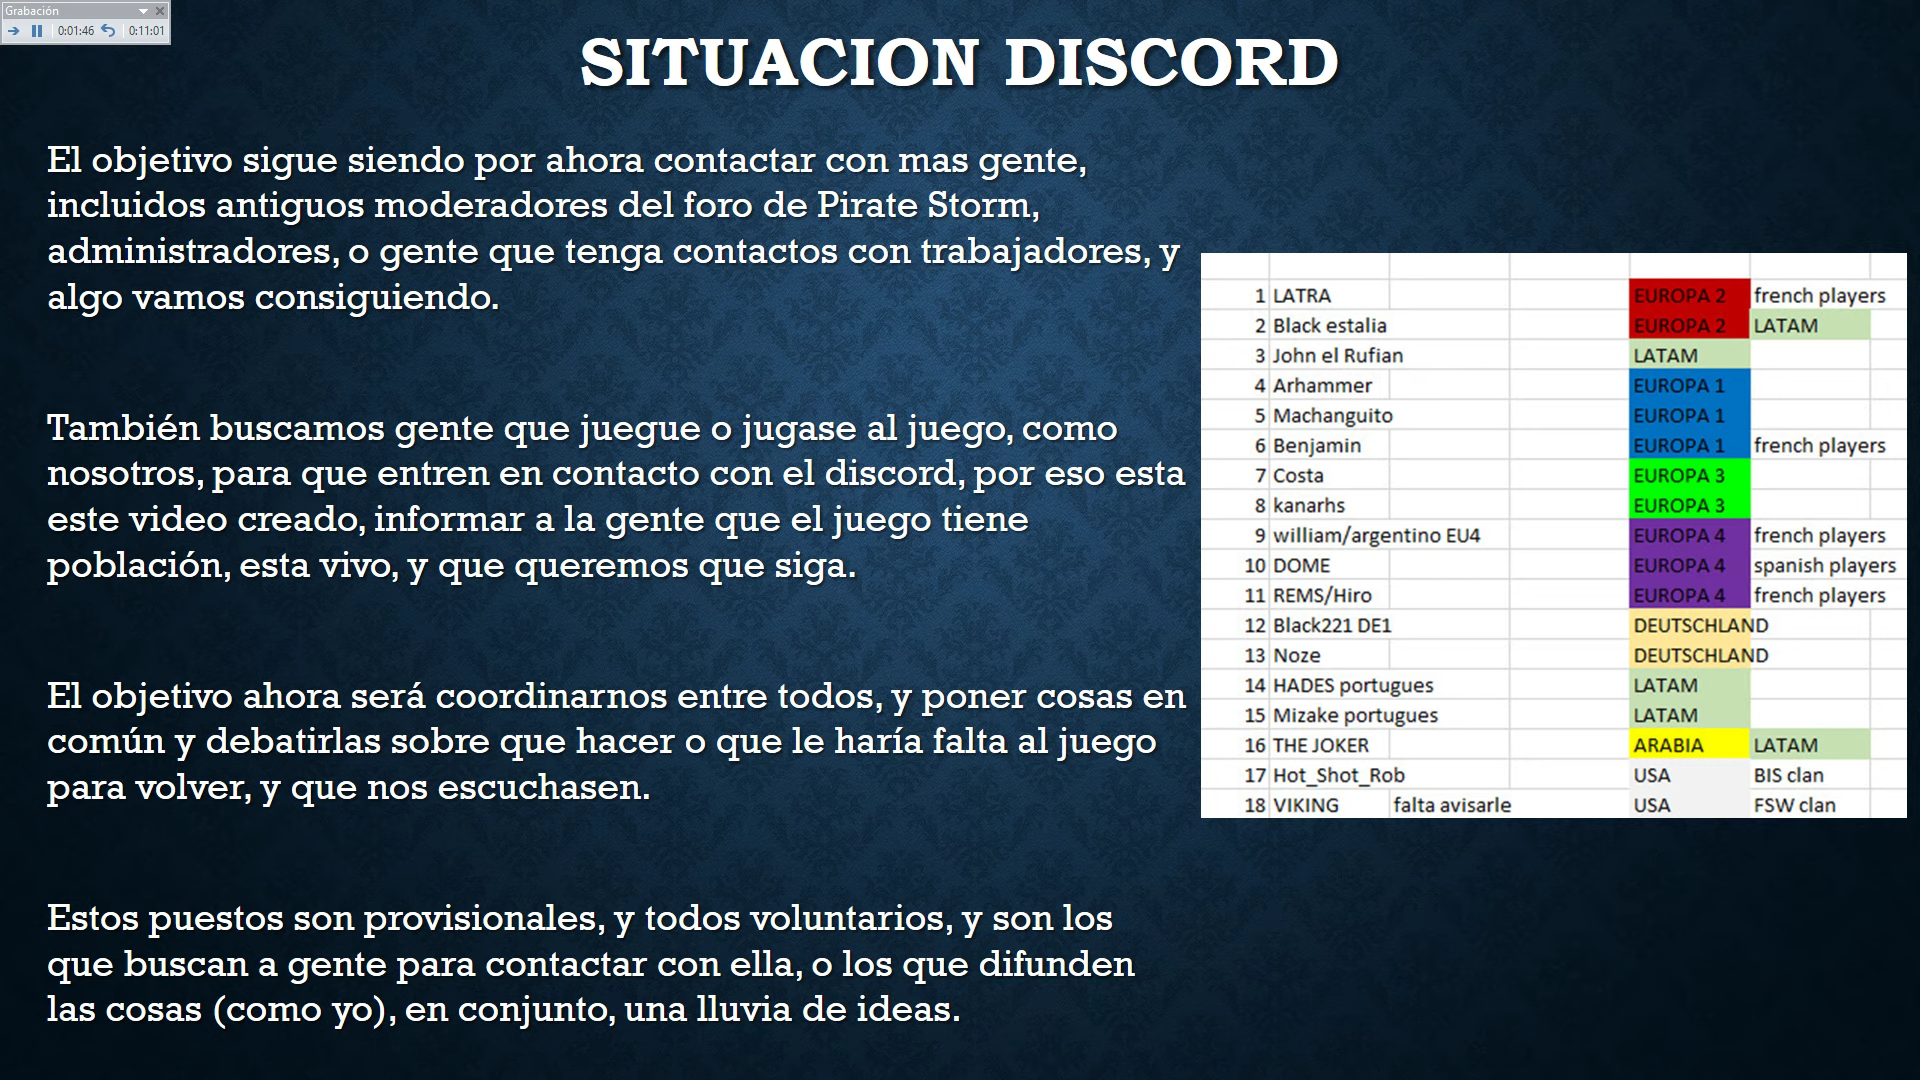 Grabación
0:01:46 0:11:01
SITUACION DISCORD
El objetivo sigue siendo por ahora contactar con mas gente,
incluidos antiguos moderadores del foro de Pirate Storm,
administradores, o gente que tenga contactos con trabajadores, y
algo vamos consiguiendo.
También buscamos gente que juegue o jugase al juego, como
nosotros, para que entren en contacto con el discord, por eso esta
este video creado, informar a la gente que el juego tiene
población, esta vivo, y que queremos que siga.
El objetivo ahora será coordinarnos entre todos, y poner cosas en
común y debatirlas sobre que hacer o que le haría falta al juego
para volver, y que nos escuchasen.
Estos puestos son provisionales, y todos voluntarios, y son los
que buscan a gente para contactar con ella, o los que difunden
las cosas (como yo), en conjunto, una lluvia de ideas.
1 LATRA EUROPA 2 french players
2 Black estalia EUROPA 2 LATAM
3 John el Rufian LATAM
4 Arhammer EUROPA 1
5 Machanguito EUROPA 1
6 Benjamin EUROPA 1 french players
7 Costa EUROPA 3
8 kanarhs EUROPA 3
9 william/argentino EU4 EUROPA 4 french players
10 DOME EUROPA 4 spanish players
11 REMS/Hiro EUROPA 4 french players
12 Black221 DE1 DEUTSCHLAND
13 Noze DEUTSCHLAND
14 HADES portugues LATAM
15 Mizake portugues LATAM
16 THE JOKER ARABIA LATAM
17 Hot_Shot_Rob USA BIS clan
18 VIKING falta avisarle USA FSW clan